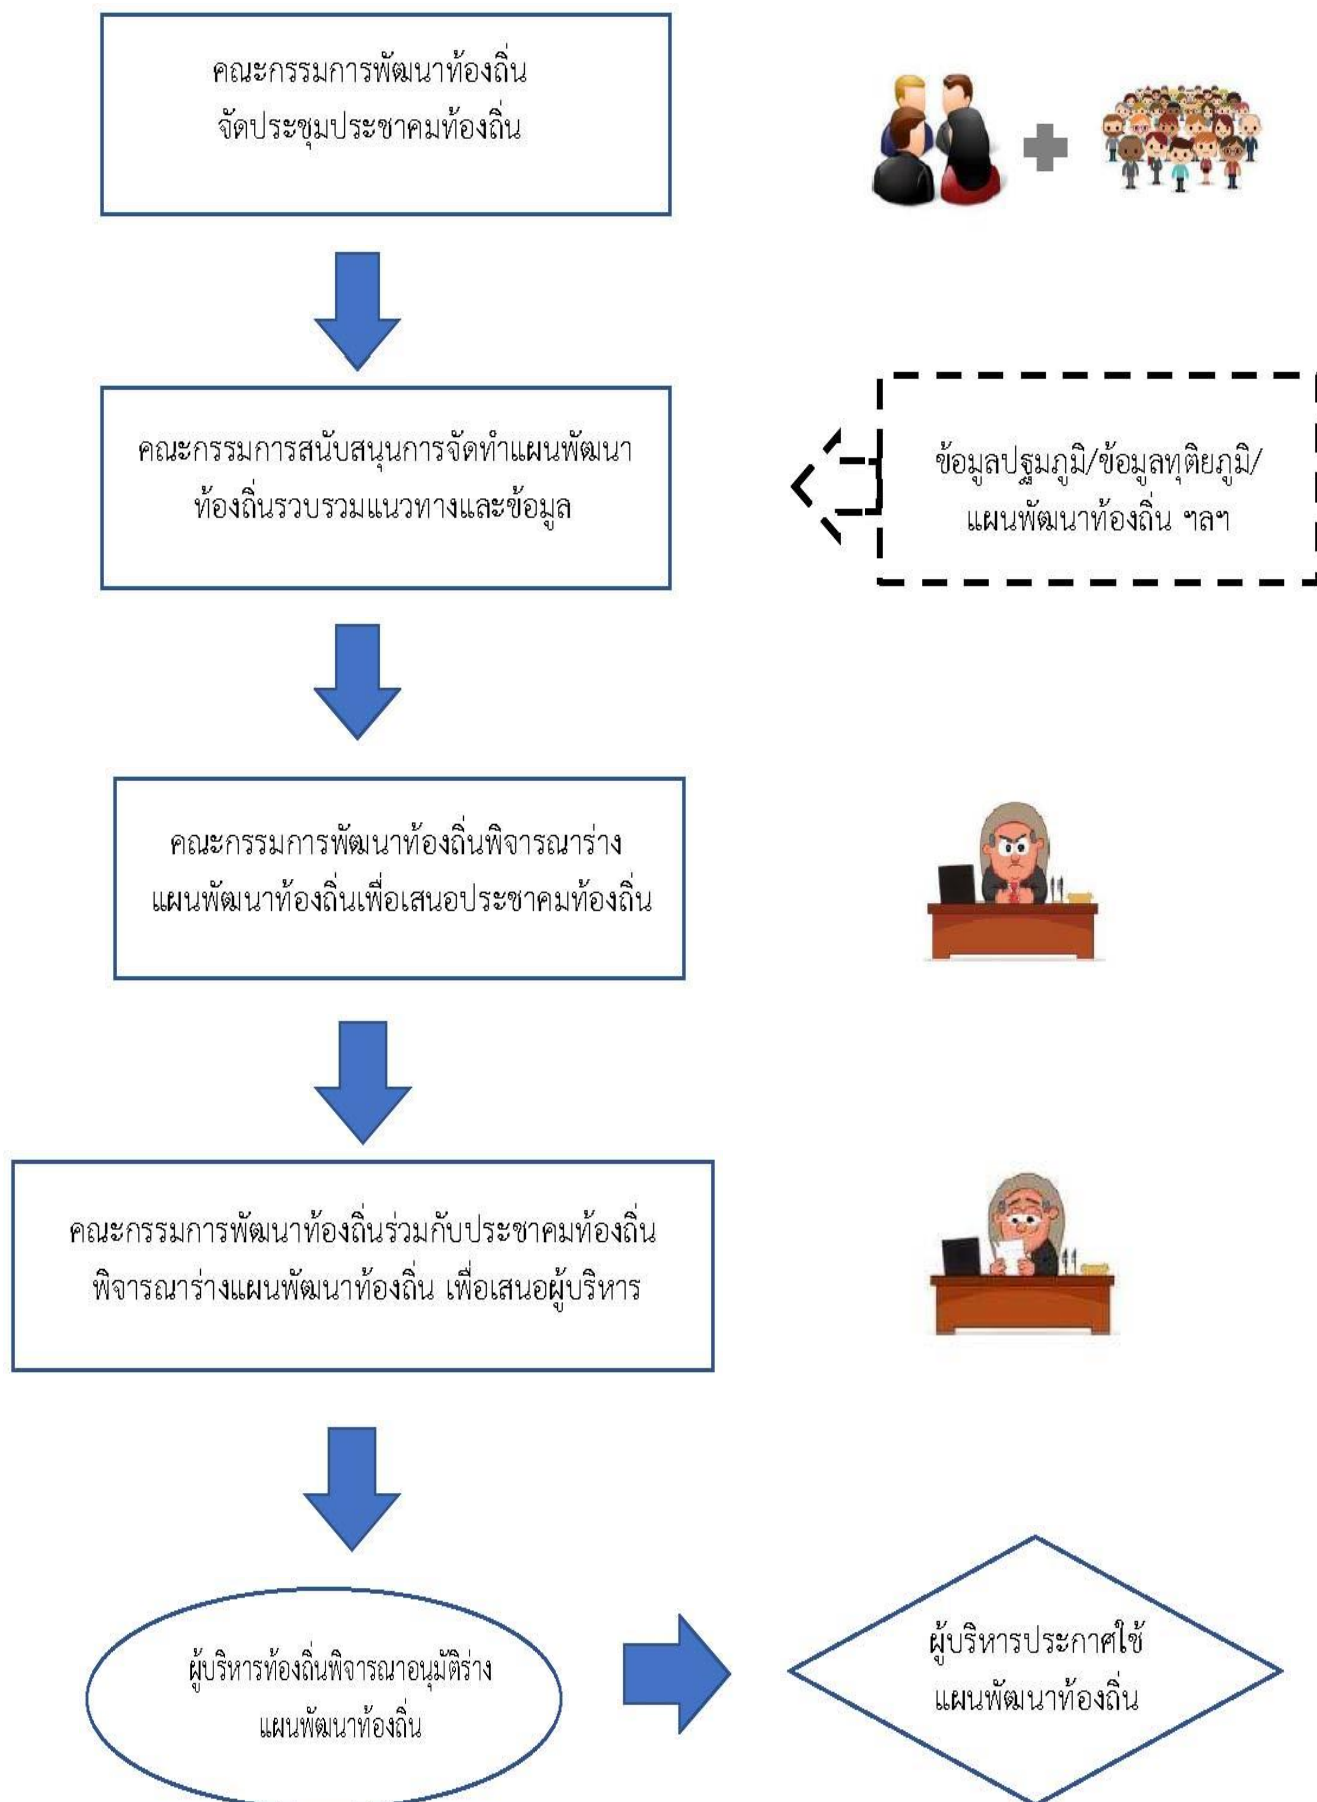 คณะกรรมการพัฒนาท้องถิ่น
จัดประชุมประชาคมท้องถิ่น
คณะกรรมการสนับสนุนการจัดทำแผนพัฒนา
ท้องถิ่นรวบรวมแนวทางและข้อมูล
ข้อมูลปฐมภูมิ/ข้อมูลทุติยภูมิ/
แผนพัฒนาท้องถิ่น ฯลฯ
คณะกรรมการพัฒนาท้องถิ่นพิจารณาร่าง
แผนพัฒนาท้องถิ่นเพื่อเสนอประชาคมท้องถิ่น
คณะกรรมการพัฒนาท้องถิ่นร่วมกับประชาคมท้องถิ่น
พิจารณาร่างแผนพัฒนาท้องถิ่น เพื่อเสนอผู้บริหาร
ผู้บริหารท้องถิ่นพิจารณาอนุมัติร่าง
แผนพัฒนาท้องถิ่น
ผู้บริหารประกาศใช้
แผนพัฒนาท้องถิ่น